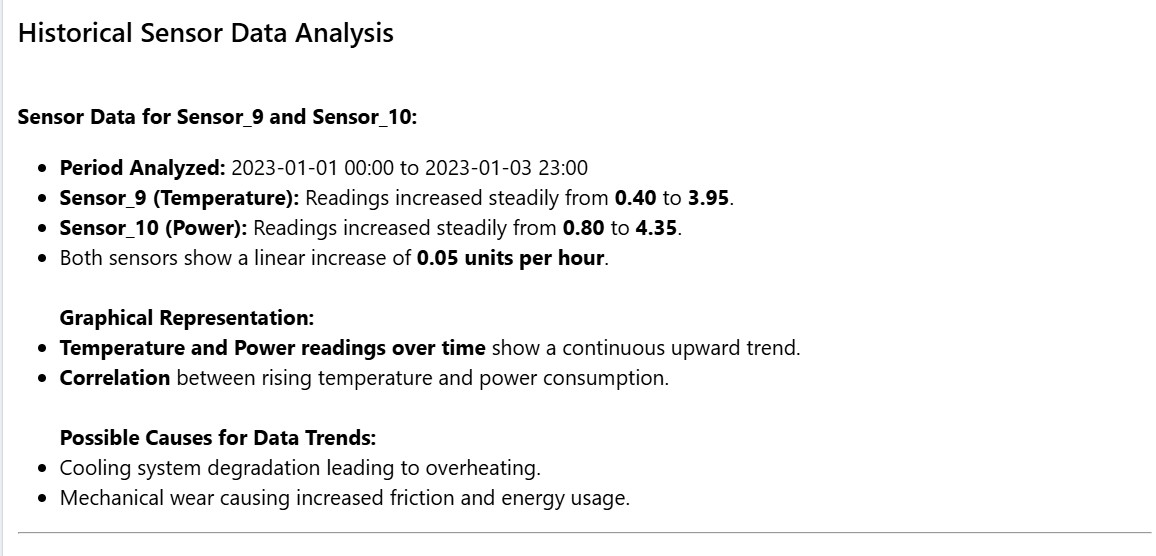 Historical Sensor Data Analysis
Sensor Data for Sensor_9 and Sensor_10:
• Period Analyzed: 2023-01-01 00:00 to 2023-01-03 23:00
• Sensor_9 (Temperature): Readings increased steadily from 0.40 to 3.95.
• Sensor_10 (Power): Readings increased steadily from 0.80 to 4.35.
• Both sensors show a linear increase of 0.05 units per hour.
Graphical Representation:
• Temperature and Power readings over time show a continuous upward trend.
• Correlation between rising temperature and power consumption.
Possible Causes for Data Trends:
• Cooling system degradation leading to overheating.
• Mechanical wear causing increased friction and energy usage.